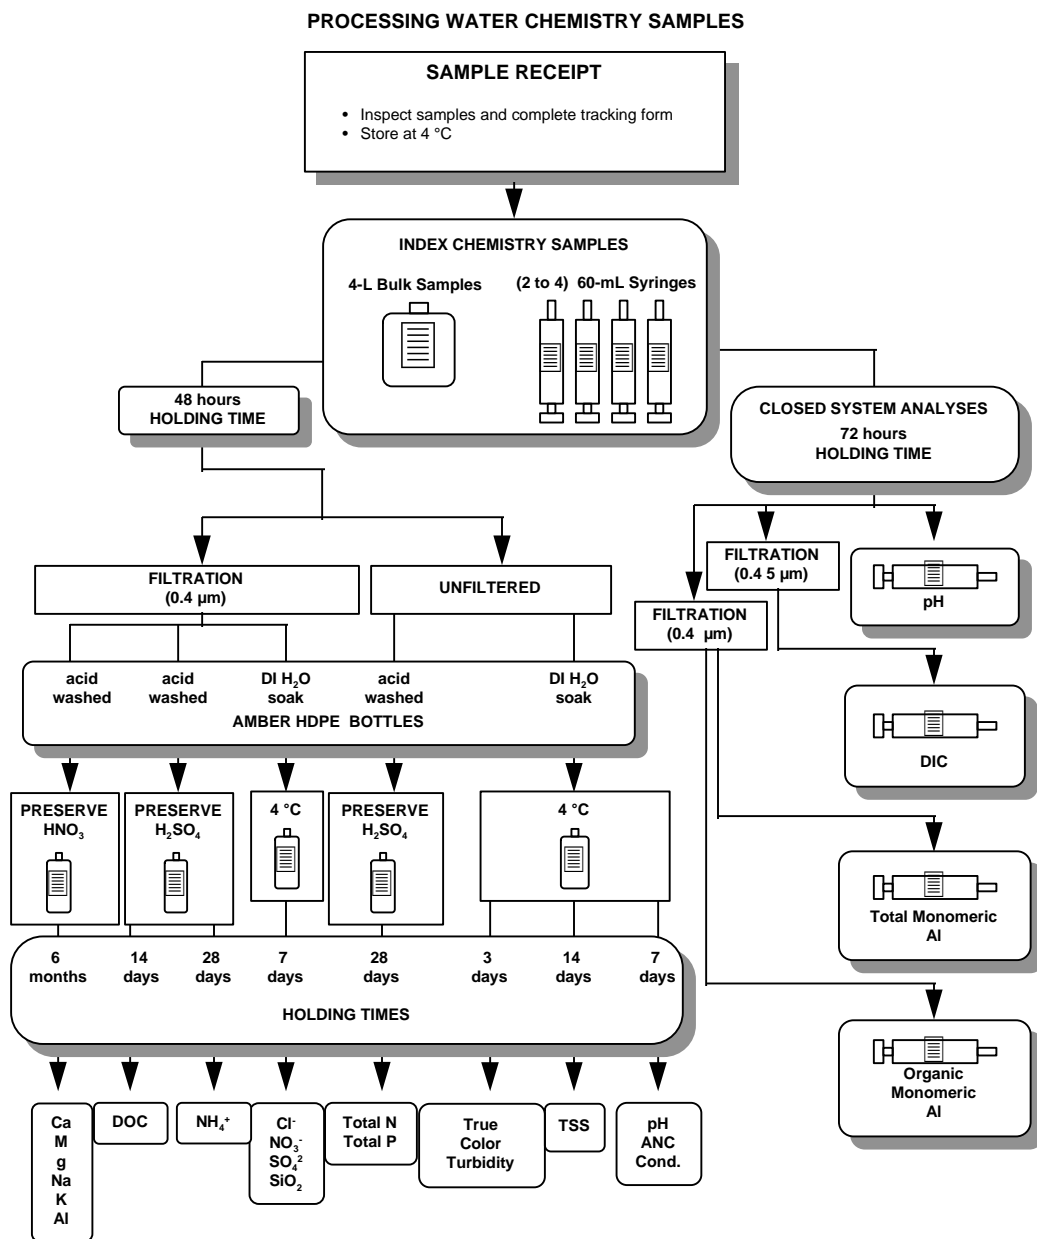 PROCESSING WATER CHEMISTRY SAMPLES
SAMPLE RECEIPT
• Inspect samples and complete tracking form
• Store at 4 °C
INDEX CHEMISTRY SAMPLES
4-L Bulk Samples
(2 to 4) 60-mL Syringes
48 hours
HOLDING TIME
CLOSED SYSTEM ANALYSES
72 hours
HOLDING TIME
FILTRATION
(0.4 µm)
UNFILTERED
FILTRATION
(0.4 5 µm)
FILTRATION
(0.4 µm)
pH
DIC
Total Monomeric
Al
Organic
Monomeric
Al
acid
washed
acid
washed
DI H₂O
soak
acid
washed
DI H₂O
soak
AMBER HDPE BOTTLES
PRESERVE
HNO₃
PRESERVE
H₂SO₄
4 °C
PRESERVE
H₂SO₄
4 °C
6
months
14
days
28
days
7
days
28
days
3
days
14
days
7
days
HOLDING TIMES
Ca
M
g
Na
K
Al
DOC
NH₄⁺
Cl⁻
NO₃⁻
SO₄²
SiO₂
Total N
Total P
True
Color
Turbidity
TSS
pH
ANC
Cond.